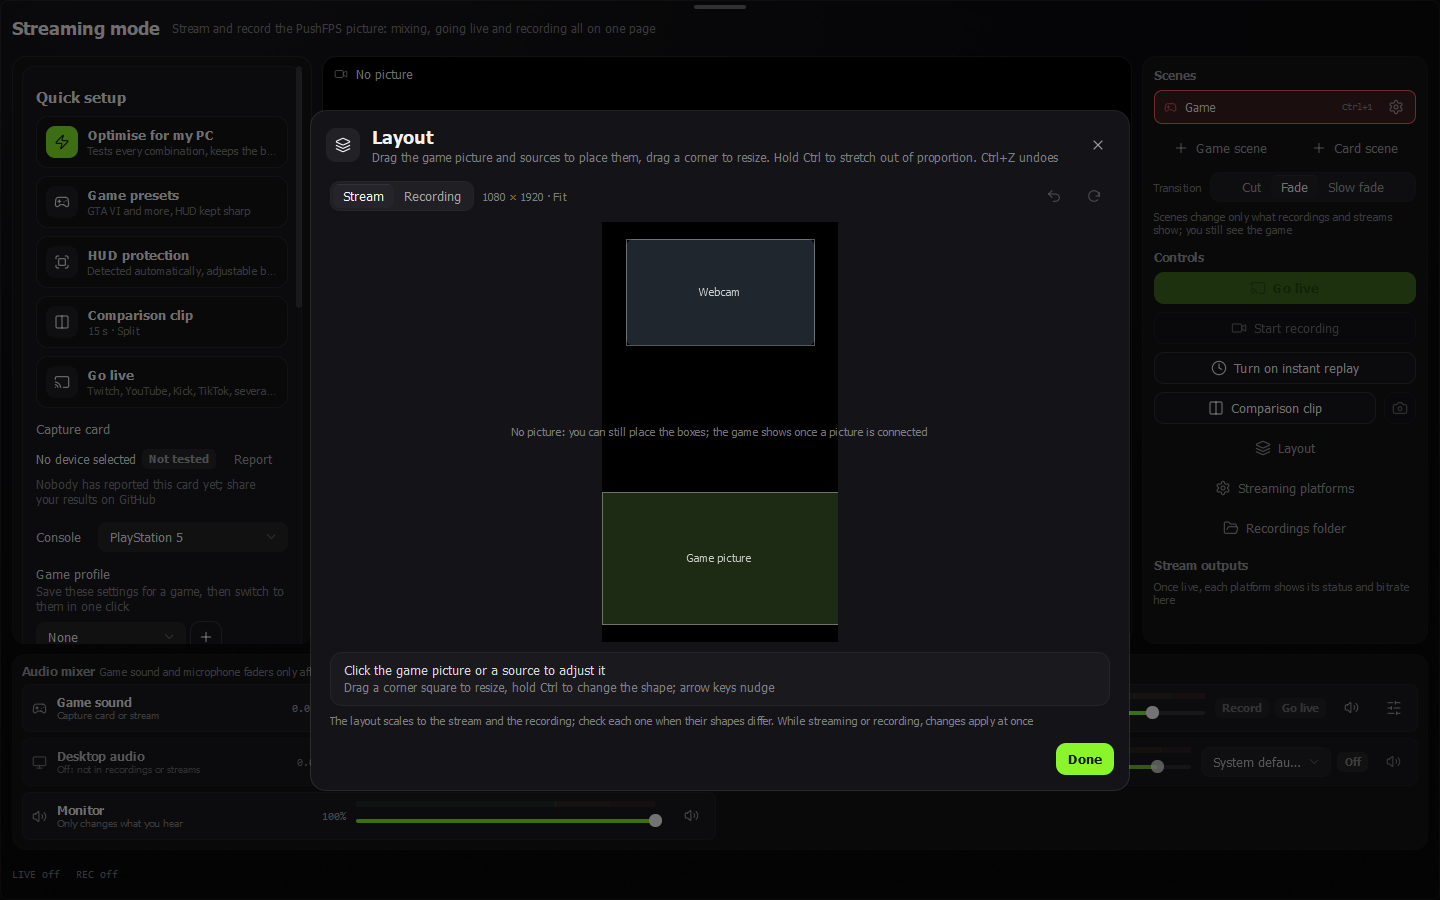 Streaming mode
Stream and record the PushFPS picture: mixing, going live and recording all on one page
Quick setup
Optimise for my PC
Tests every combination, keeps the b...
Game presets
GTA VI and more, HUD kept sharp
HUD protection
Detected automatically, adjustable b...
Comparison clip
15 s · Split
Go live
Twitch, YouTube, Kick, TikTok, severa...
Capture card
No device selected
Not tested
Report
Nobody has reported this card yet; share
your results on GitHub
Console
PlayStation 5
Game profile
Save these settings for a game, then switch to
them in one click
None
No picture
Layout
Drag the game picture and sources to place them, drag a corner to resize. Hold Ctrl to stretch out of proportion. Ctrl+Z undoes
Stream
Recording
1080 × 1920 · Fit
Webcam
No picture: you can still place the boxes; the game shows once a picture is connected
Game picture
Click the game picture or a source to adjust it
Drag a corner square to resize, hold Ctrl to change the shape; arrow keys nudge
The layout scales to the stream and the recording; check each one when their shapes differ. While streaming or recording, changes apply at once
Done
Scenes
Game
Ctrl+1
Game scene
Card scene
Transition
Cut
Fade
Slow fade
Scenes change only what recordings and streams
show; you still see the game
Controls
Go live
Start recording
Turn on instant replay
Comparison clip
Layout
Streaming platforms
Recordings folder
Stream outputs
Once live, each platform shows its status and bitrate
here
Audio mixer
Game sound and microphone faders only
Game sound
Capture card or stream
0.0
Record
Go live
Desktop audio
Off: not in recordings or streams
System defau...
Off
Monitor
Only changes what you hear
100%
LIVE off
REC off